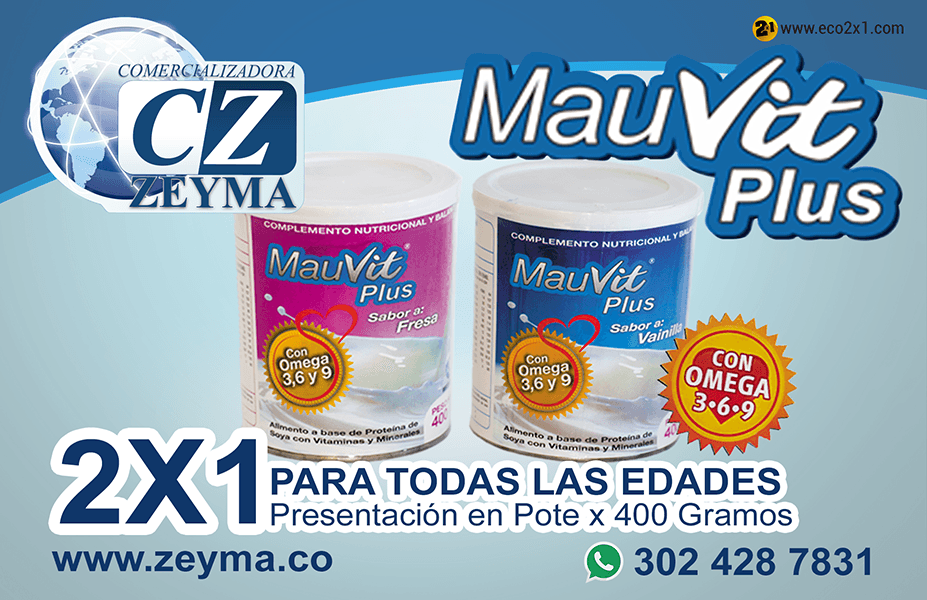 21 www.eco2x1.com
COMERCIALIZADORA
CZ
ZEYMA
MauVit
Plus
COMPLEMENTO NUTRICIONAL Y
MauVit®
Plus
Sabor a:
Fresa
Con
Omega
3,6 y 9
Alimento a base de Proteína de
Soya con Vitaminas y Minerales
COMPLEMENTO NUTRICIONAL Y
MauVit®
Plus
Sabor a:
Vainilla
Con
Omega
3,6 y 9
Alimento a base de Proteína de
Soya con Vitaminas y Minerales
CON
OMEGA
3•6•9
2X1
PARA TODAS LAS EDADES
Presentación en Pote x 400 Gramos
www.zeyma.co
302 428 7831